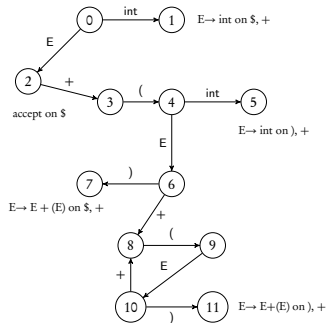 0 int 1 E→ int on $, +
E
2 + 3 ( 4 int 5
accept on $
E→ int on ), +
E
7 ) 6
E→ E + (E) on $, +
+
8 ( 9
+ E
10 ) 11 E→ E+(E) on ), +